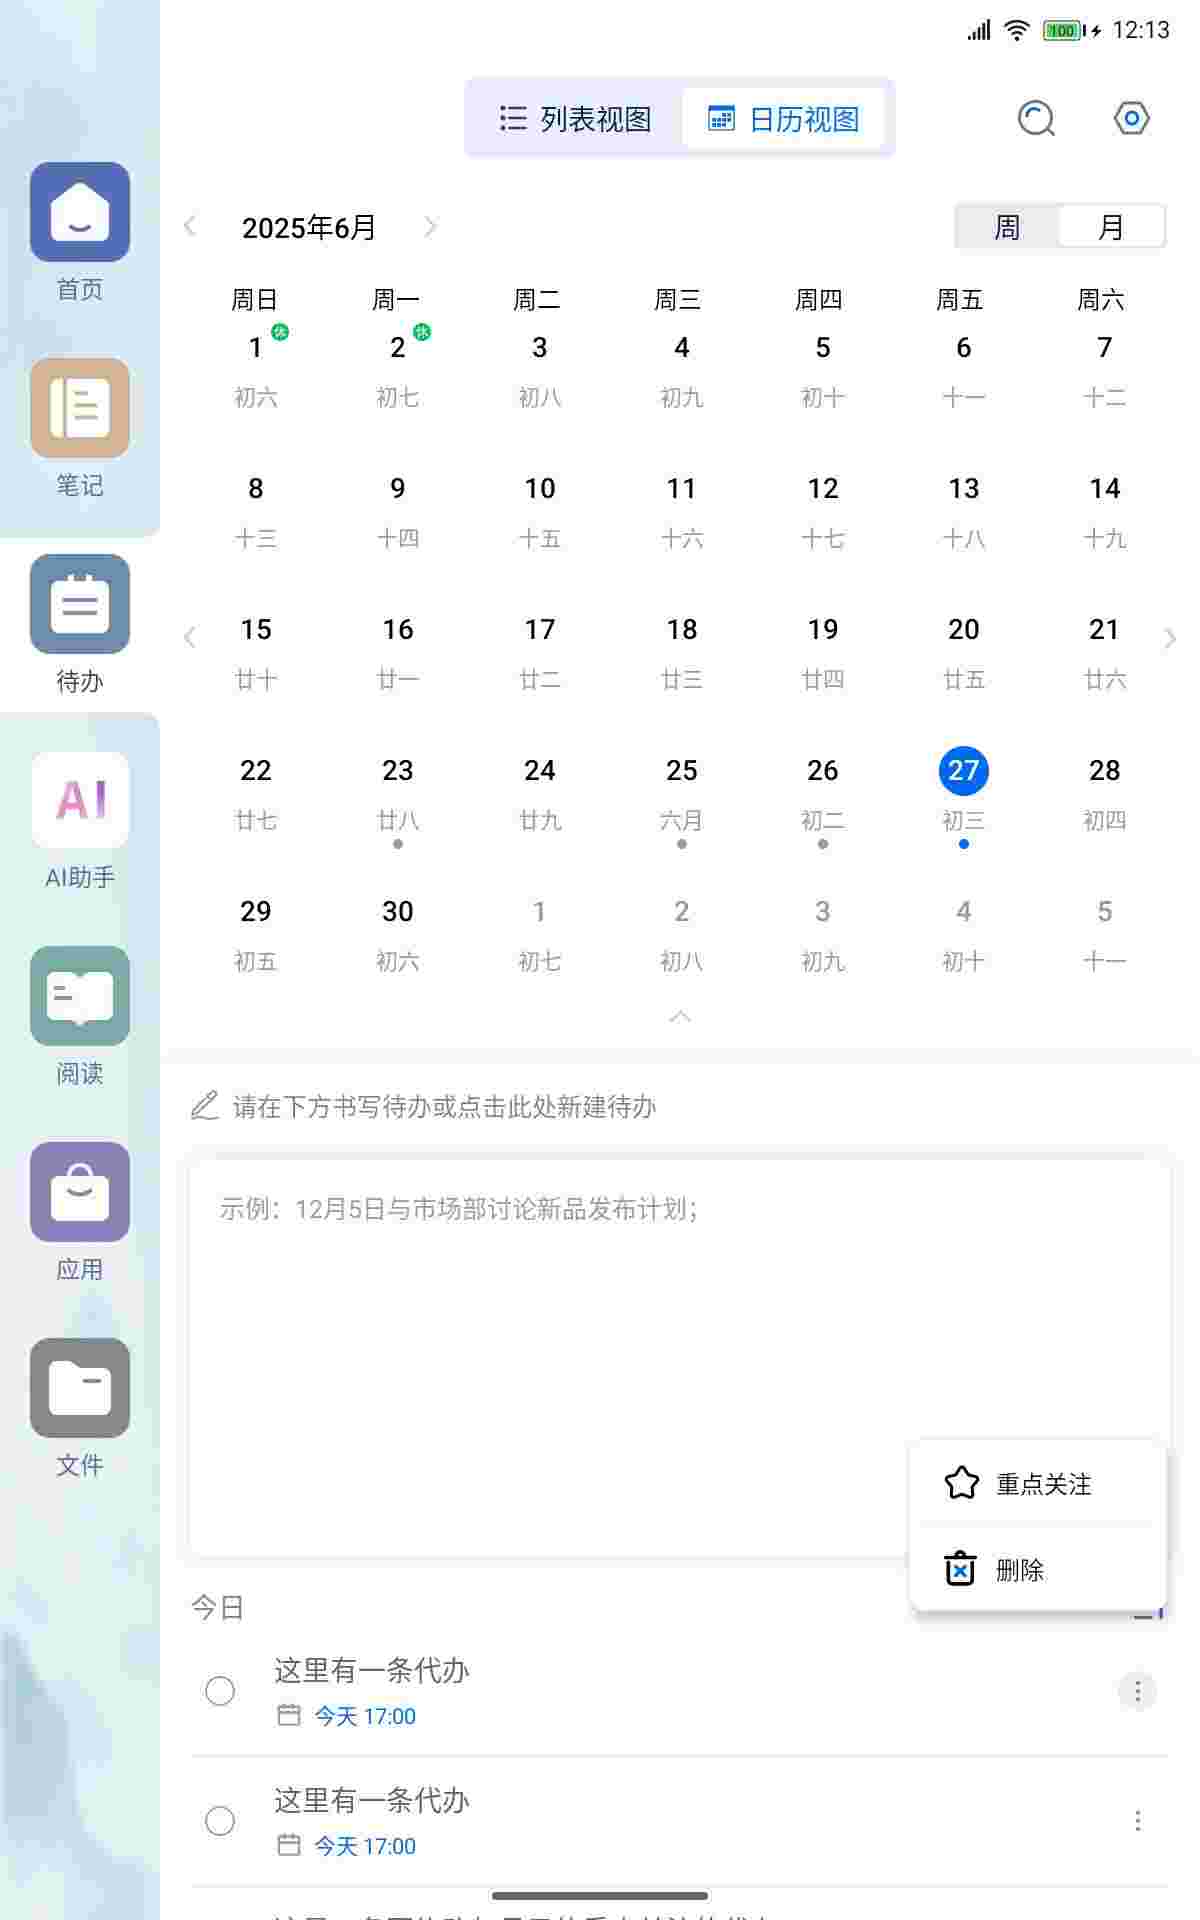 100 12:13
列表视图 日历视图
2025年6月 周 月
周日 周一 周二 周三 周四 周五 周六
1 休 2 休 3 4 5 6 7
初六 初七 初八 初九 初十 十一 十二
8 9 10 11 12 13 14
十三 十四 十五 十六 十七 十八 十九
15 16 17 18 19 20 21
廿十 廿一 廿二 廿三 廿四 廿五 廿六
22 23 24 25 26 27 28
廿七 廿八 廿九 六月 初二 初三 初四
29 30 1 2 3 4 5
初五 初六 初七 初八 初九 初十 十一
请在下方书写待办或点击此处新建待办
示例：12月5日与市场部讨论新品发布计划；
重点关注
删除
今日
这里有一条代办
今天 17:00
这里有一条代办
今天 17:00
首页
笔记
待办
AI
AI助手
阅读
应用
文件